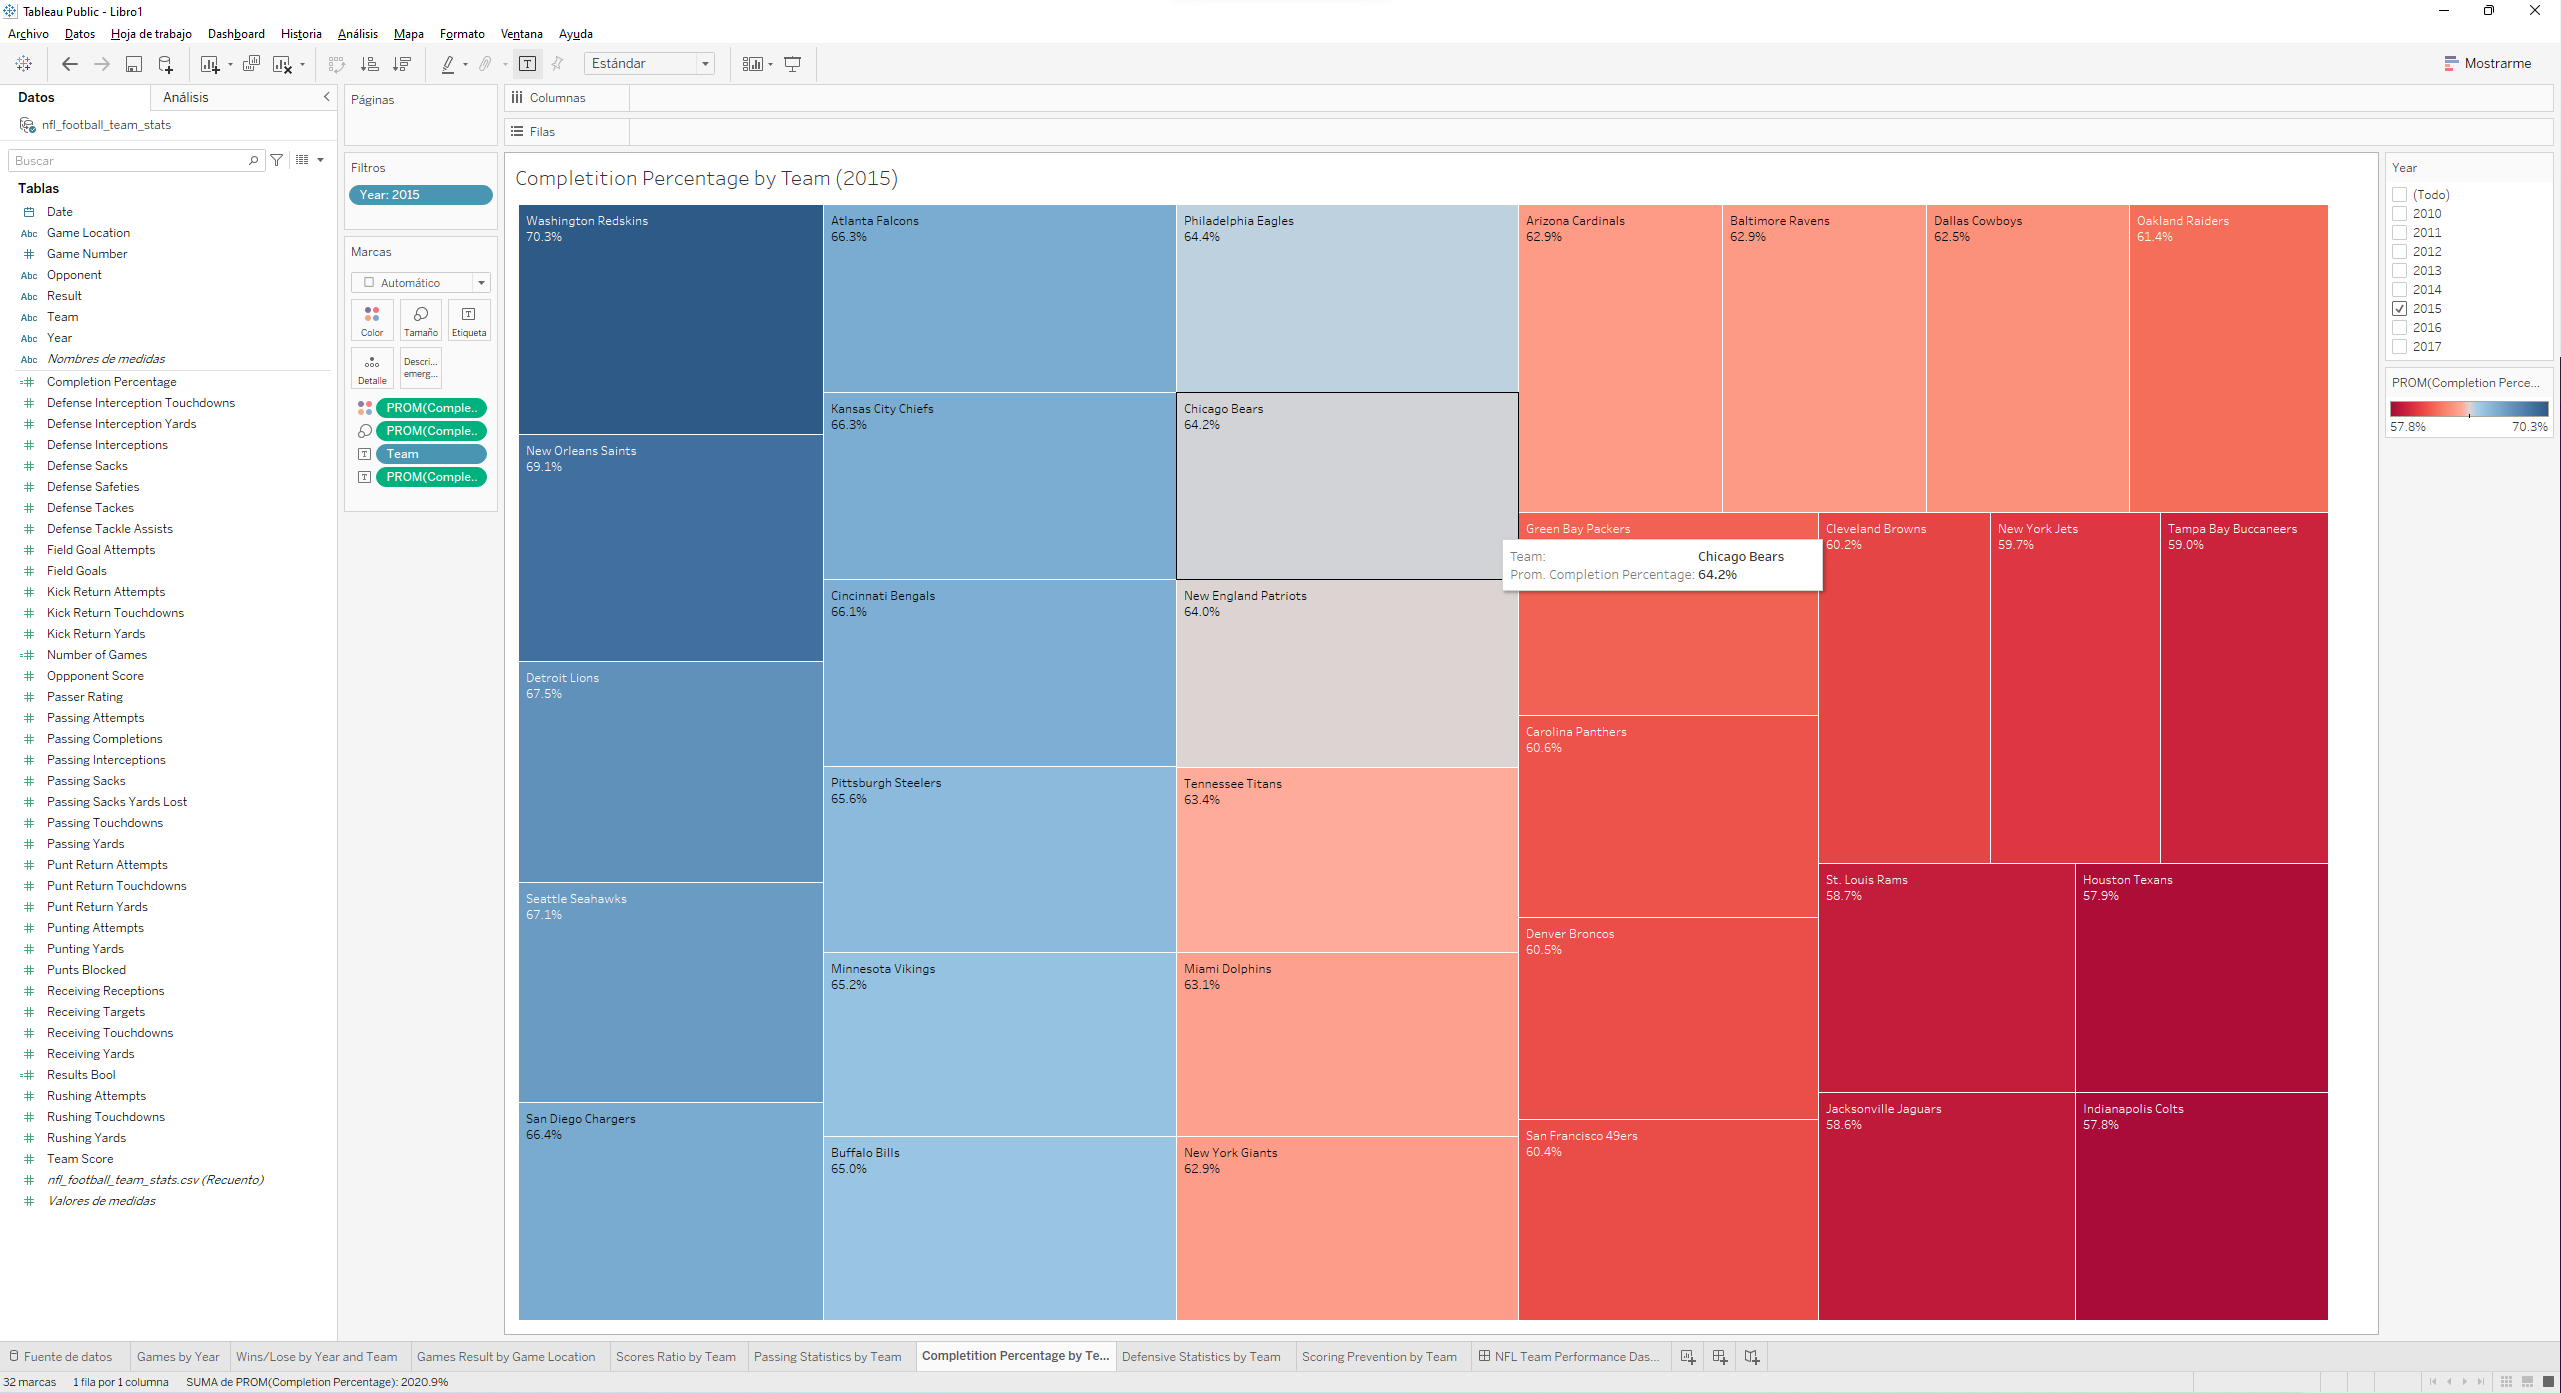 Tableau Public - Libro1
Archivo Datos Hoja de trabajo Dashboard Historia Análisis Mapa Formato Ventana Ayuda
Estándar
Mostrarme
Datos Análisis
nfl_football_team_stats
Buscar
Tablas
Date
Abc Game Location
Game Number
Abc Opponent
Abc Result
Abc Team
Abc Year
Abc Nombres de medidas
Completion Percentage
Defense Interception Touchdowns
Defense Interception Yards
Defense Interceptions
Defense Sacks
Defense Safeties
Defense Tackes
Defense Tackle Assists
Field Goal Attempts
Field Goals
Kick Return Attempts
Kick Return Touchdowns
Kick Return Yards
Number of Games
Oppponent Score
Passer Rating
Passing Attempts
Passing Completions
Passing Interceptions
Passing Sacks
Passing Sacks Yards Lost
Passing Touchdowns
Passing Yards
Punt Return Attempts
Punt Return Touchdowns
Punt Return Yards
Punting Attempts
Punting Yards
Punts Blocked
Receiving Receptions
Receiving Targets
Receiving Touchdowns
Receiving Yards
Results Bool
Rushing Attempts
Rushing Touchdowns
Rushing Yards
Team Score
nfl_football_team_stats.csv (Recuento)
Valores de medidas
Páginas
Filtros
Year: 2015
Marcas
Automático
Color Tamaño Etiqueta
Detalle Descri... emerg...
PROM(Comple..
PROM(Comple..
Team
PROM(Comple..
Columnas
Filas
Completition Percentage by Team (2015)
Washington Redskins
70.3%
New Orleans Saints
69.1%
Detroit Lions
67.5%
Seattle Seahawks
67.1%
San Diego Chargers
66.4%
Atlanta Falcons
66.3%
Kansas City Chiefs
66.3%
Cincinnati Bengals
66.1%
Pittsburgh Steelers
65.6%
Minnesota Vikings
65.2%
Buffalo Bills
65.0%
Philadelphia Eagles
64.4%
Chicago Bears
64.2%
New England Patriots
64.0%
Tennessee Titans
63.4%
Miami Dolphins
63.1%
New York Giants
62.9%
Arizona Cardinals
62.9%
Baltimore Ravens
62.9%
Dallas Cowboys
62.5%
Oakland Raiders
61.4%
Green Bay Packers
Team: Chicago Bears
Prom. Completion Percentage: 64.2%
Carolina Panthers
60.6%
Denver Broncos
60.5%
San Francisco 49ers
60.4%
Cleveland Browns
60.2%
New York Jets
59.7%
Tampa Bay Buccaneers
59.0%
St. Louis Rams
58.7%
Houston Texans
57.9%
Jacksonville Jaguars
58.6%
Indianapolis Colts
57.8%
Year
(Todo)
2010
2011
2012
2013
2014
2015
2016
2017
PROM(Completion Perce...
57.8% 70.3%
Fuente de datos Games by Year Wins/Lose by Year and Team Games Result by Game Location Scores Ratio by Team Passing Statistics by Team Completition Percentage by Te... Defensive Statistics by Team Scoring Prevention by Team NFL Team Performance Das...
32 marcas 1 fila por 1 columna SUMA de PROM(Completion Percentage): 2020.9%